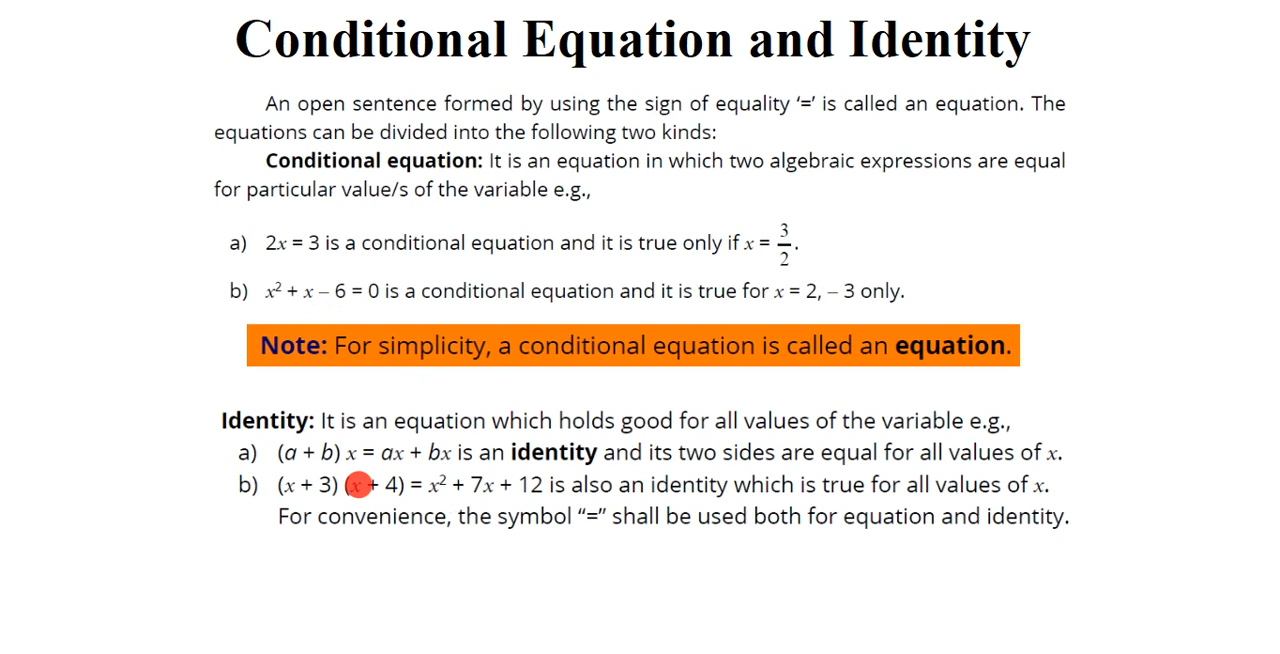 Conditional Equation and Identity
An open sentence formed by using the sign of equality ‘=’ is called an equation. The
equations can be divided into the following two kinds:
Conditional equation: It is an equation in which two algebraic expressions are equal
for particular value/s of the variable e.g.,
a) 2x = 3 is a conditional equation and it is true only if x = 3/2.
b) x² + x – 6 = 0 is a conditional equation and it is true for x = 2, – 3 only.
Note: For simplicity, a conditional equation is called an equation.
Identity: It is an equation which holds good for all values of the variable e.g.,
a) (a + b) x = ax + bx is an identity and its two sides are equal for all values of x.
b) (x + 3) (x + 4) = x² + 7x + 12 is also an identity which is true for all values of x.
For convenience, the symbol “=” shall be used both for equation and identity.